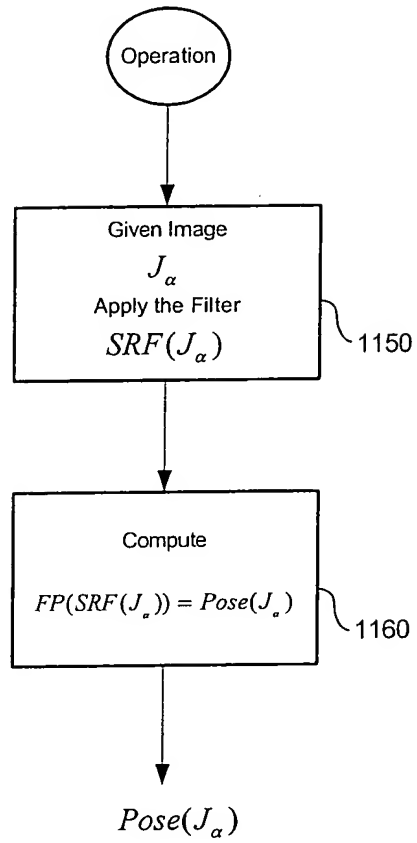 Operation
Given Image
J_α
Apply the Filter
SRF(J_α)
1150
Compute
FP(SRF(J_α)) = Pose(J_α)
1160
Pose(J_α)